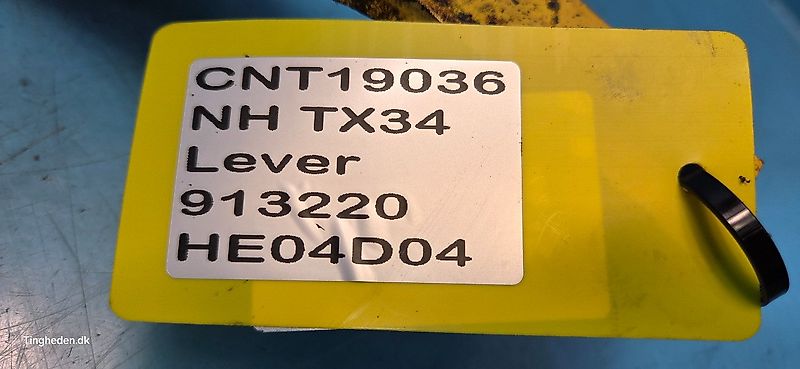 CNT19036
NH TX34
Lever
913220
HE04D04
Tingheden.dk